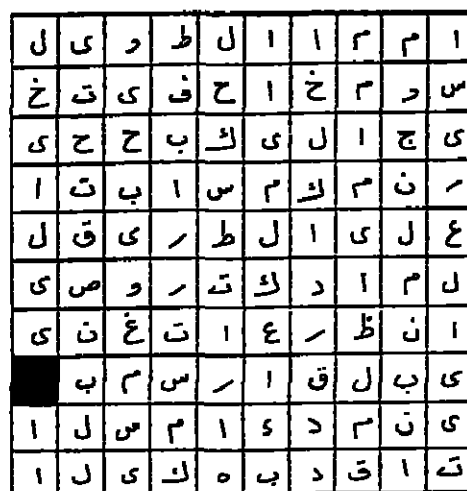 ا م م ا ا ل ط و ى ل
س و م خ ا ح ف ى ت خ
ى ج ا ل ى ك ب ح ح ى
ر ن م ك م س ا ب ت ا
ع ل ى ا ل ط ر ى ق ل
ل م ا د ك ت ر و ص ى
ا ن ظ ر ع ا ت غ ن ى
ى ب ل ق ا ر س م ب
ى ن م د ء ا م س ل ا
ت ا ق د ب ه ك ى ل ا